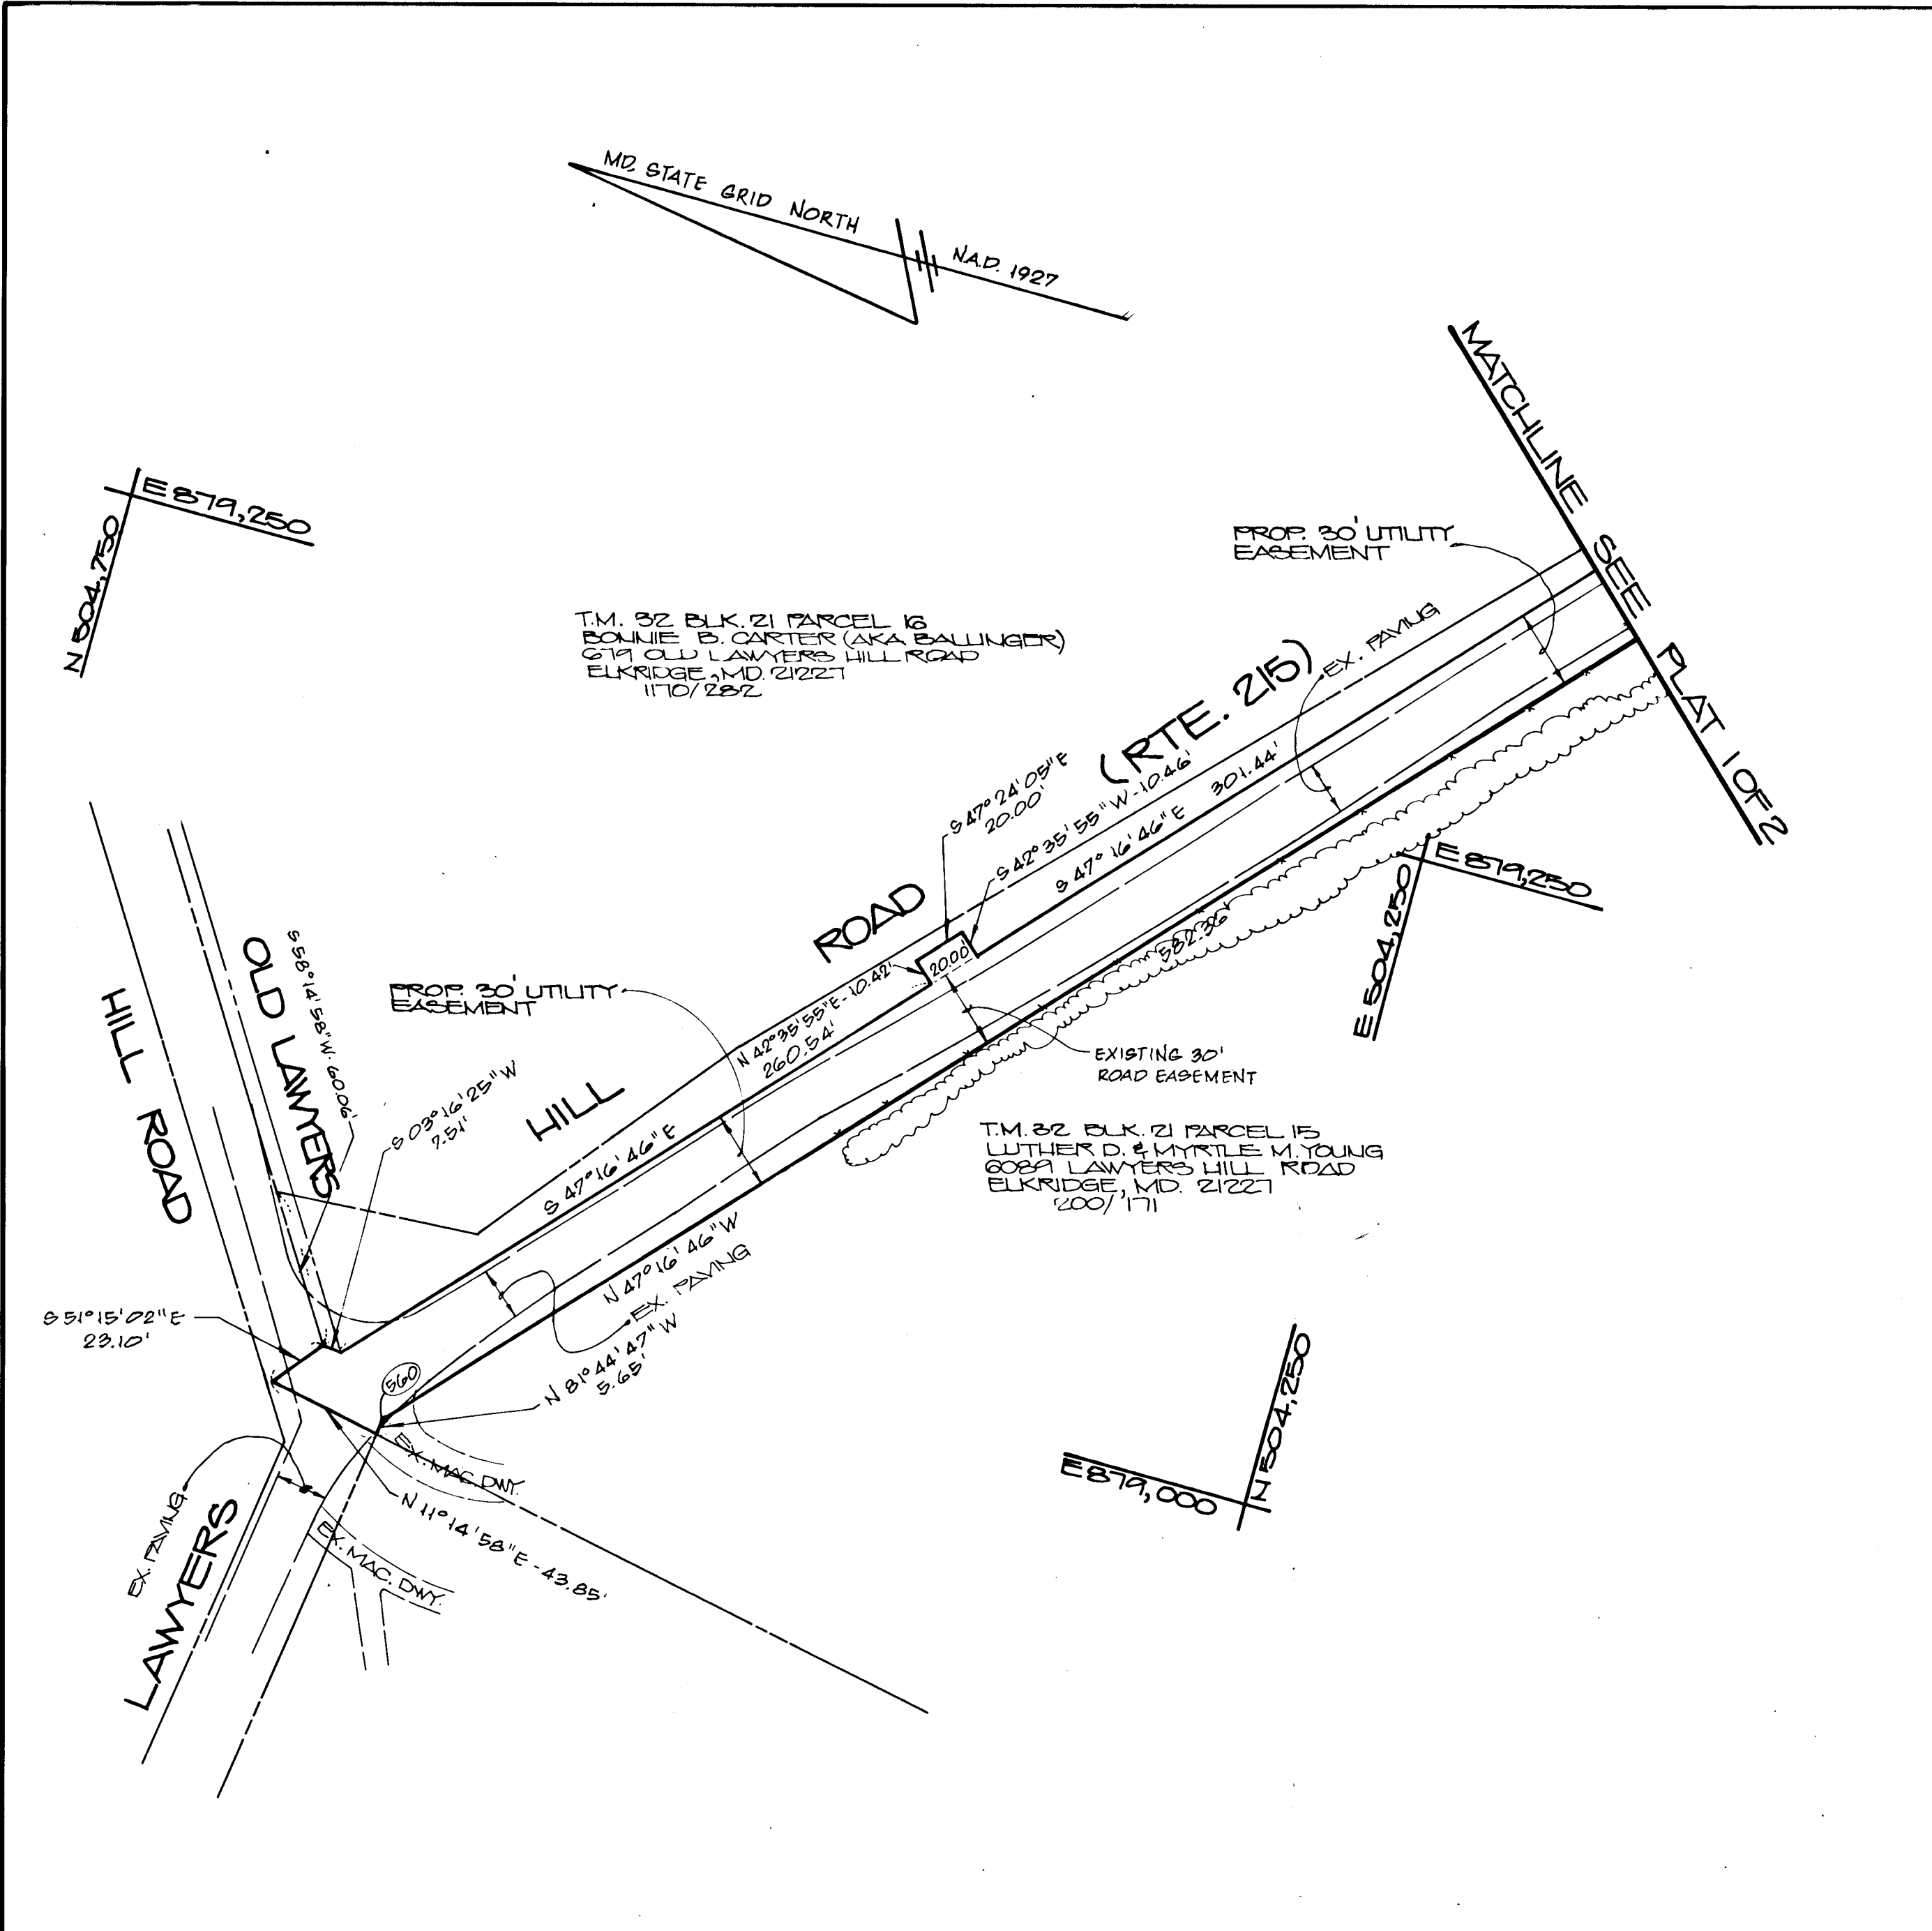 MD. STATE GRID NORTH
N.A.D. 1927
MATCHLINE SEE PLAT 1 OF 2
E 879,250
N 504,750
PROP. 30' UTILITY
EASEMENT
T.M. 32 BLK. 21 PARCEL 16
BONNIE B. CARTER (AKA BALLINGER)
679 OLD LAWYERS HILL ROAD
ELKRIDGE, MD. 21227
1170/282
EX. PAVING
(RTE. 215)
S 47° 24' 05" E
20.00'
S 42° 35' 55" W - 10.46'
S 47° 16' 46" E 301.44'
E 879,250
E 504,250
ROAD
20.00'
582.36'
N 42° 35' 55" E - 10.42'
260.54'
PROP. 30' UTILITY
EASEMENT
OLD LAWYERS
S 58° 14' 58" W - 60.06'
HILL ROAD
EXISTING 30'
ROAD EASEMENT
S 03° 16' 25" W
7.51'
HILL
S 47° 16' 46" E
T.M. 32 BLK. 21 PARCEL 15
LUTHER D. & MYRTLE M. YOUNG
6089 LAWYERS HILL ROAD
ELKRIDGE, MD. 21227
200/171
N 47° 16' 46" W
EX. PAVING
S 51° 15' 02" E
23.10'
N 81° 44' 47" W
5.65'
560
EX. MAC. DWY.
N 11° 14' 58" E - 43.85'
EX. MAC. DWY.
EX. PAVING
LAWYERS
E 879,000
N 504,250